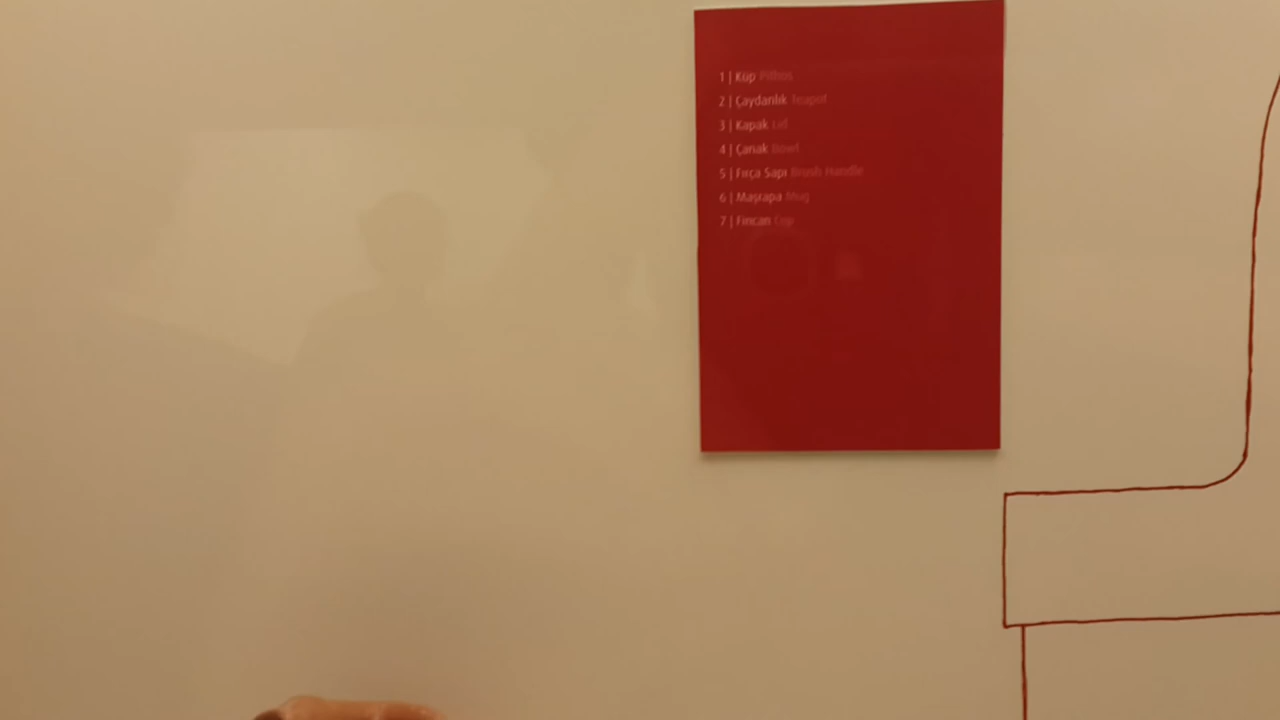 1 | Küp Pithos
2 | Çaydanlık Teapot
3 | Kapak Lid
4 | Çanak Bowl
5 | Fırça Sapı Brush Handle
6 | Maşrapa Mug
7 | Fincan Cup